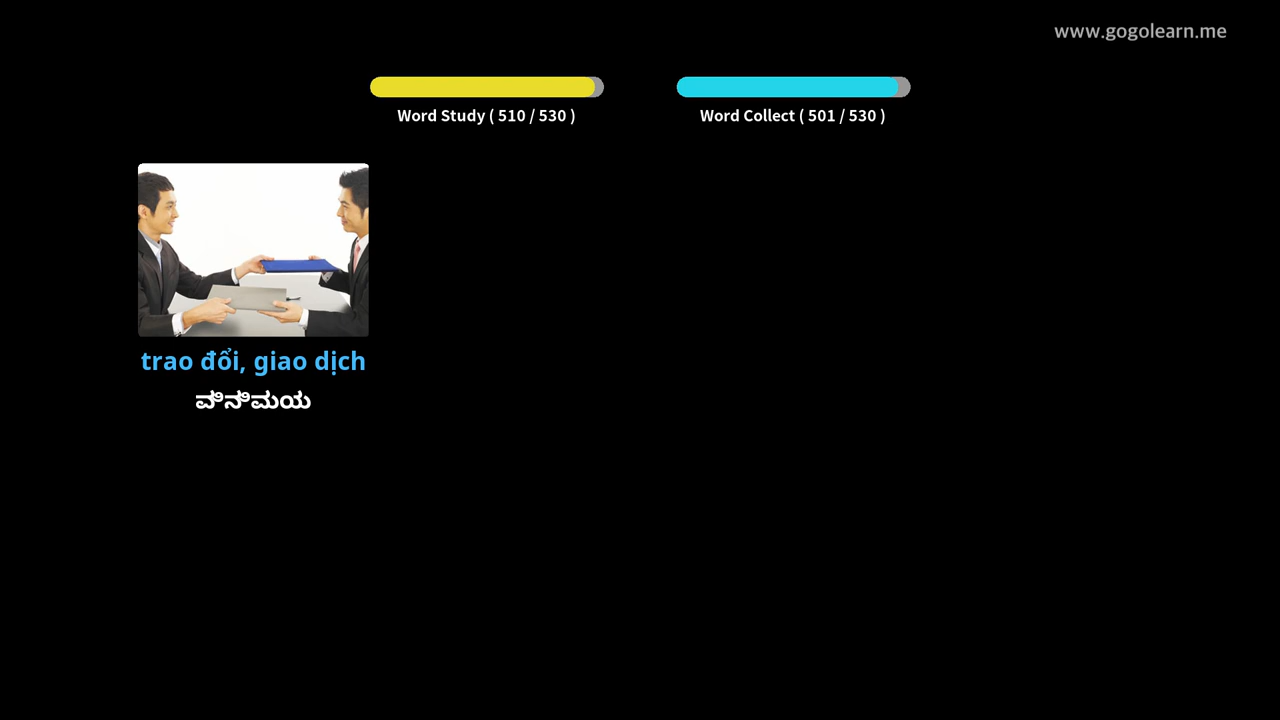 www.gogolearn.me
Word Study ( 510 / 530 )
Word Collect ( 501 / 530 )
trao đổi, giao dịch
ವಿನಿಮಯ